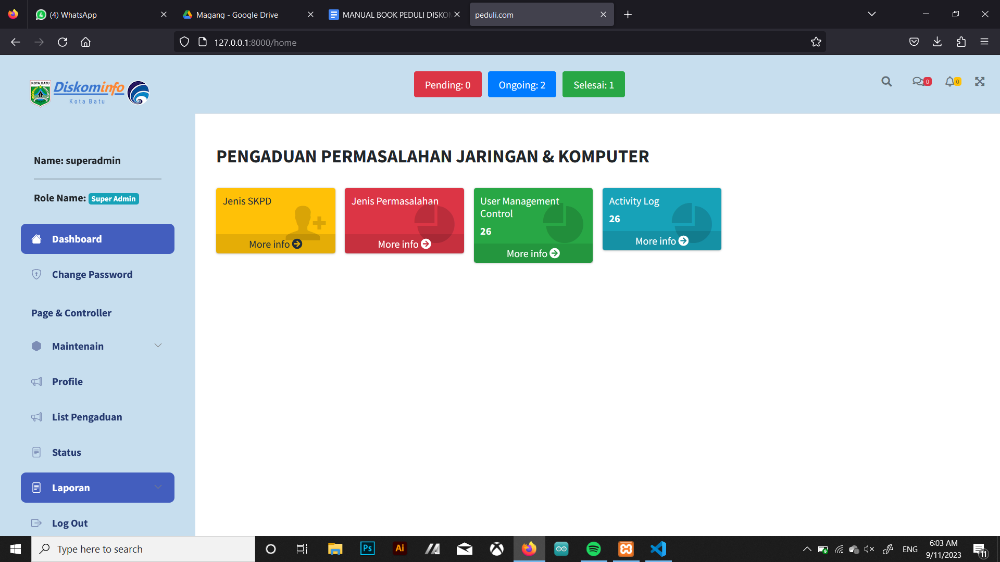 (4) WhatsApp
Magang - Google Drive
MANUAL BOOK PEDULI DISKOM
peduli.com
127.0.0.1:8000/home
KOTA BATU
Diskominfo
Kota Batu
Pending: 0
Ongoing: 2
Selesai: 1
0
0
Name: superadmin
Role Name: Super Admin
Dashboard
Change Password
Page & Controller
Maintenain
Profile
List Pengaduan
Status
Laporan
Log Out
PENGADUAN PERMASALAHAN JARINGAN & KOMPUTER
Jenis SKPD
More info
Jenis Permasalahan
More info
User Management
Control
26
More info
Activity Log
26
More info
Type here to search
Ps
Ai
ENG
6:03 AM
9/11/2023
11